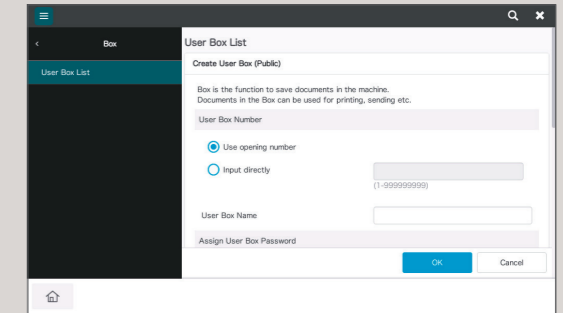 Box
User Box List
User Box List
Create User Box (Public)
Box is the function to save documents in the machine.
Documents in the Box can be used for printing, sending etc.
User Box Number
Use opening number
Input directly
(1-999999999)
User Box Name
Assign User Box Password
OK
Cancel